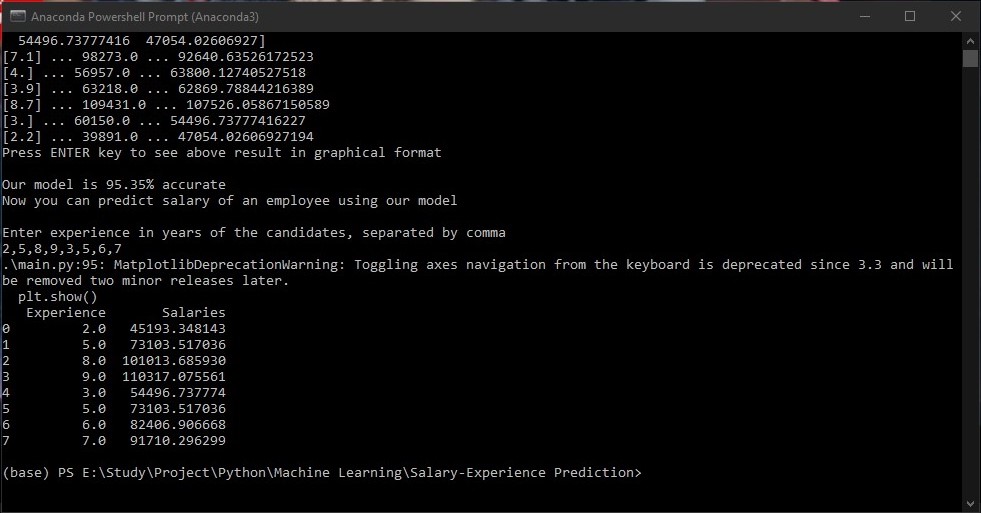 Anaconda Powershell Prompt (Anaconda3)
54496.73777416  47054.02606927]
[7.1] ... 98273.0 ... 92640.63526172523
[4.] ... 56957.0 ... 63800.12740527518
[3.9] ... 63218.0 ... 62869.78844216389
[8.7] ... 109431.0 ... 107526.05867150589
[3.] ... 60150.0 ... 54496.73777416227
[2.2] ... 39891.0 ... 47054.02606927194
Press ENTER key to see above result in graphical format
Our model is 95.35% accurate
Now you can predict salary of an employee using our model
Enter experience in years of the candidates, separated by comma
2,5,8,9,3,5,6,7
.\main.py:95: MatplotlibDeprecationWarning: Toggling axes navigation from the keyboard is deprecated since 3.3 and will
be removed two minor releases later.
  plt.show()
   Experience       Salaries
0         2.0   45193.348143
1         5.0   73103.517036
2         8.0  101013.685930
3         9.0  110317.075561
4         3.0   54496.737774
5         5.0   73103.517036
6         6.0   82406.906668
7         7.0   91710.296299
(base) PS E:\Study\Project\Python\Machine Learning\Salary-Experience Prediction>